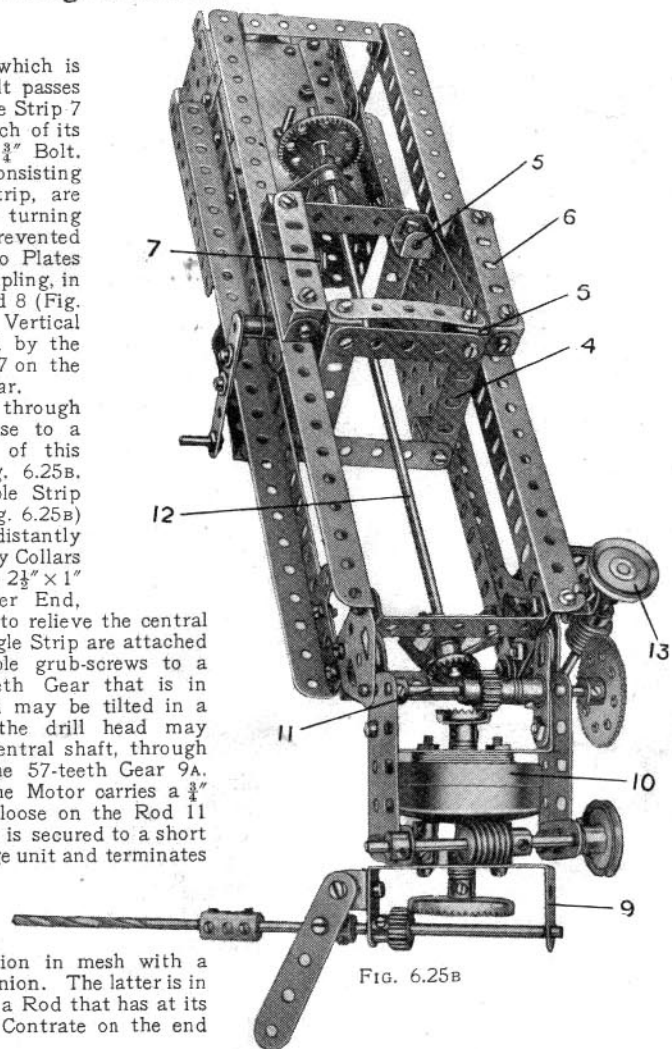 which is
lt passes
e Strip 7
ch of its
¾″ Bolt.
onsisting
trip, are
turning
revented
o Plates
pling, in
d 8 (Fig.
Vertical
by the
7 on the
ar.
through
se to a
of this
g. 6.25B.
ble Strip
g. 6.25B)
distantly
y Collars
2½″ × 1″
er End,
to relieve the central
gle Strip are attached
ble grub-screws to a
eeth Gear that is in
may be tilted in a
the drill head may
entral shaft, through
ne 57-teeth Gear 9A.
ne Motor carries a ¾″
loose on the Rod 11
is secured to a short
ge unit and terminates
ion in mesh with a
nion. The latter is in
a Rod that has at its
Contrate on the end
5
6
7
5
4
12
13
11
10
9
FIG. 6.25B